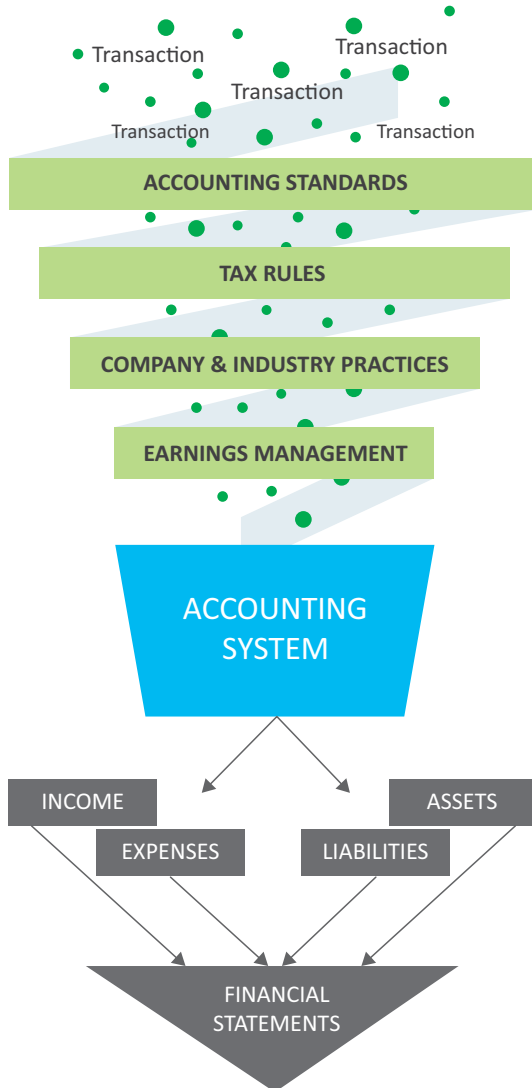 Transaction
Transaction
Transaction
Transaction
Transaction
ACCOUNTING STANDARDS
TAX RULES
COMPANY & INDUSTRY PRACTICES
EARNINGS MANAGEMENT
ACCOUNTING
SYSTEM
INCOME
ASSETS
EXPENSES
LIABILITIES
FINANCIAL
STATEMENTS